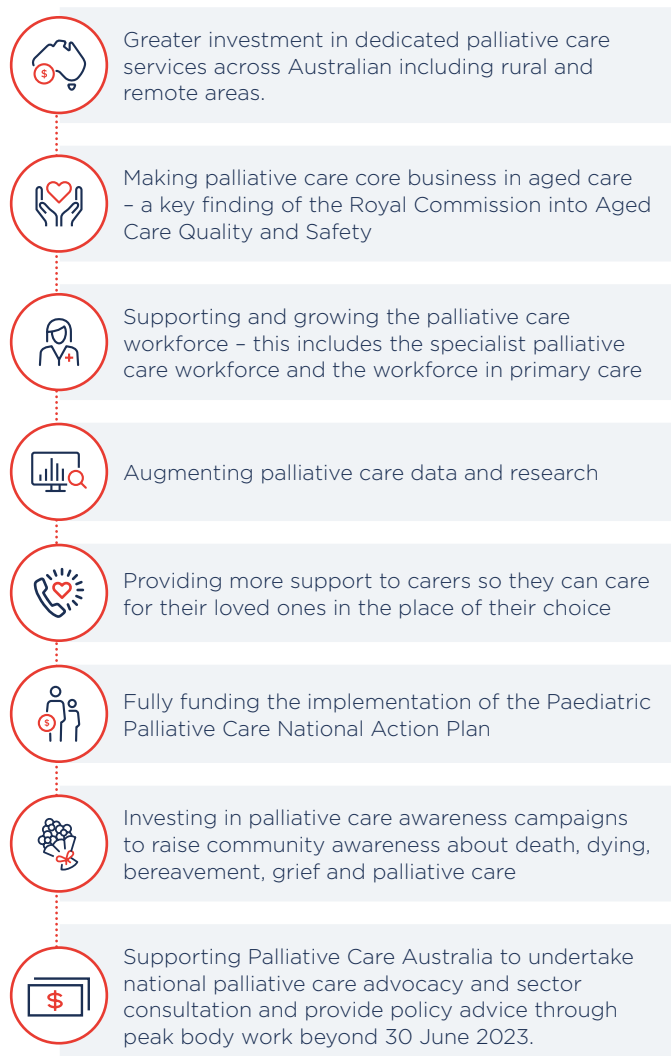 $
Greater investment in dedicated palliative care
services across Australian including rural and
remote areas.
Making palliative care core business in aged care
– a key finding of the Royal Commission into Aged
Care Quality and Safety
Supporting and growing the palliative care
workforce – this includes the specialist palliative
care workforce and the workforce in primary care
Augmenting palliative care data and research
Providing more support to carers so they can care
for their loved ones in the place of their choice
$
Fully funding the implementation of the Paediatric
Palliative Care National Action Plan
Investing in palliative care awareness campaigns
to raise community awareness about death, dying,
bereavement, grief and palliative care
$
Supporting Palliative Care Australia to undertake
national palliative care advocacy and sector
consultation and provide policy advice through
peak body work beyond 30 June 2023.